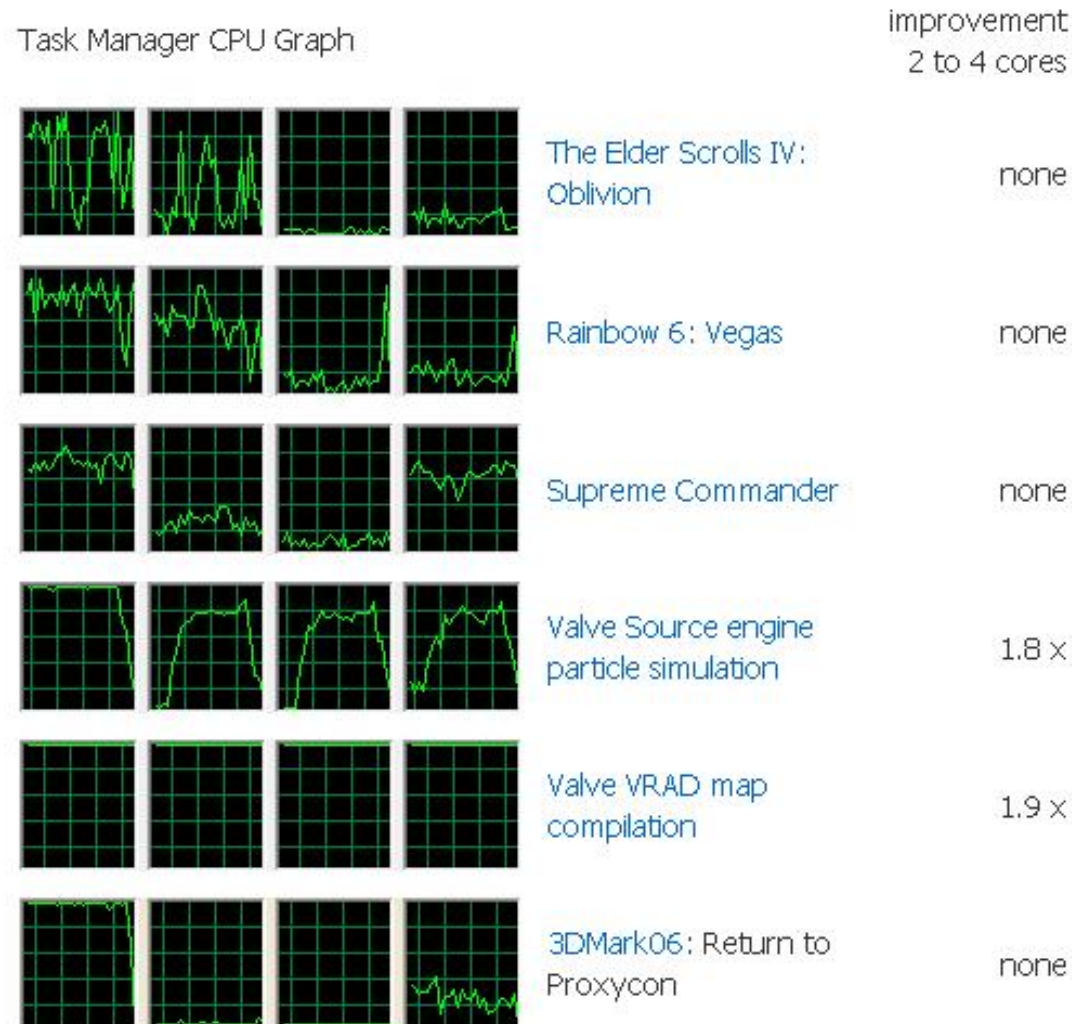 Task Manager CPU Graph
improvement
2 to 4 cores
The Elder Scrolls IV:
Oblivion
none
Rainbow 6: Vegas
none
Supreme Commander
none
Valve Source engine
particle simulation
1.8 x
Valve VRAD map
compilation
1.9 x
3DMark06: Return to
Proxycon
none